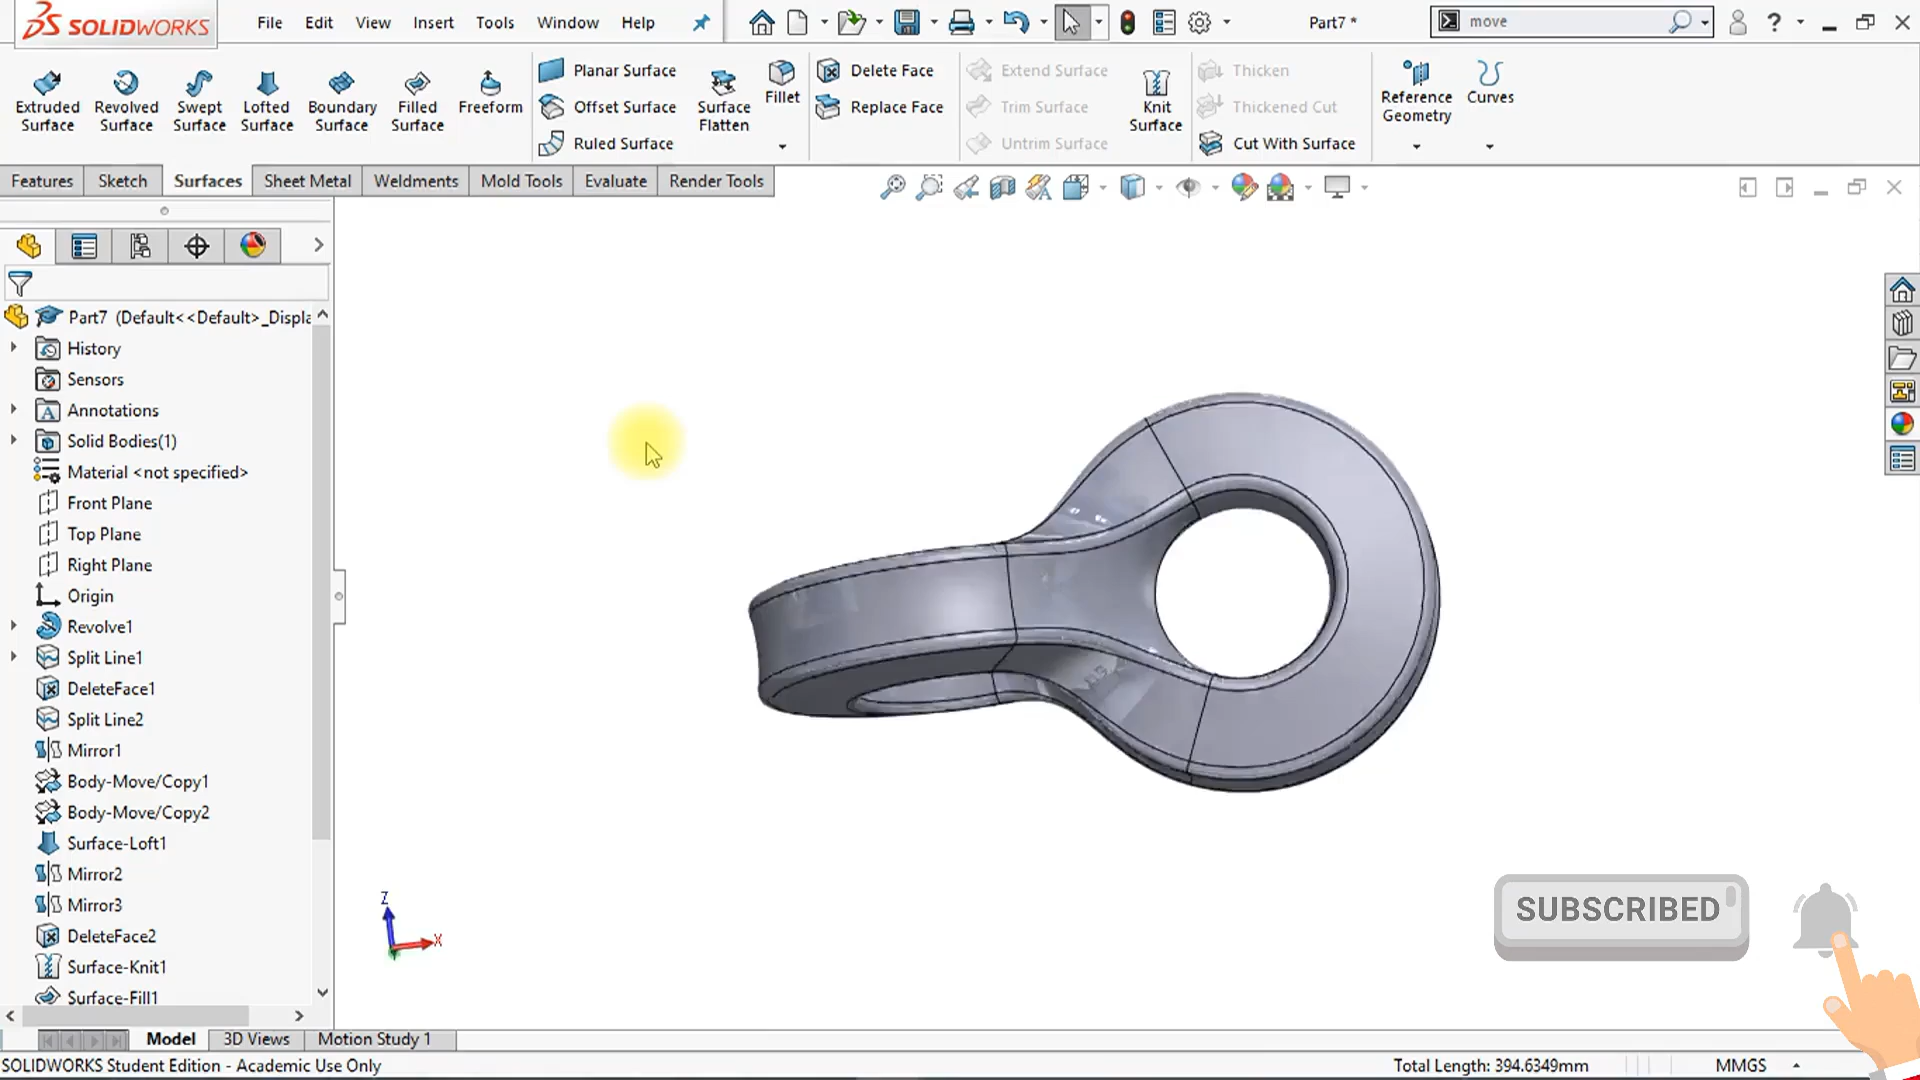 SOLIDWORKS
File Edit View Insert Tools Window Help
Part7 *
move
?
Extruded Surface
Revolved Surface
Swept Surface
Lofted Surface
Boundary Surface
Filled Surface
Freeform
Planar Surface
Offset Surface
Ruled Surface
Surface Flatten
Fillet
Delete Face
Replace Face
Extend Surface
Trim Surface
Untrim Surface
Knit Surface
Thicken
Thickened Cut
Cut With Surface
Reference Geometry
Curves
Features Sketch Surfaces Sheet Metal Weldments Mold Tools Evaluate Render Tools
Part7 (Default<<Default>_Displa
History
Sensors
Annotations
Solid Bodies(1)
Material <not specified>
Front Plane
Top Plane
Right Plane
Origin
Revolve1
Split Line1
DeleteFace1
Split Line2
Mirror1
Body-Move/Copy1
Body-Move/Copy2
Surface-Loft1
Mirror2
Mirror3
DeleteFace2
Surface-Knit1
Surface-Fill1
Z
X
SUBSCRIBED
Model 3D Views Motion Study 1
SOLIDWORKS Student Edition - Academic Use Only
Total Length: 394.6349mm
MMGS